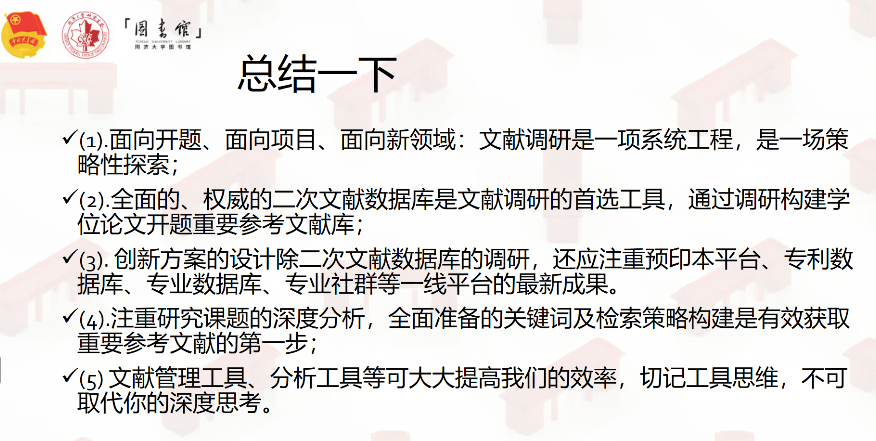 「图书馆」
同济大学图书馆
总结一下
✓(1).面向开题、面向项目、面向新领域：文献调研是一项系统工程，是一场策
略性探索；
✓(2).全面的、权威的二次文献数据库是文献调研的首选工具，通过调研构建学
位论文开题重要参考文献库；
✓(3). 创新方案的设计除二次文献数据库的调研，还应注重预印本平台、专利数
据库、专业数据库、专业社群等一线平台的最新成果。
✓(4).注重研究课题的深度分析，全面准备的关键词及检索策略构建是有效获取
重要参考文献的第一步；
✓(5) 文献管理工具、分析工具等可大大提高我们的效率，切记工具思维，不可
取代你的深度思考。